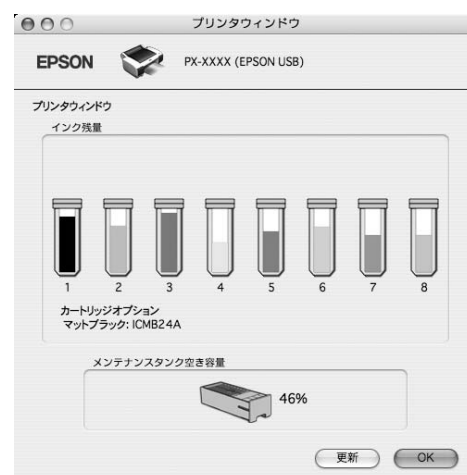 プリンタウィンドウ
EPSON PX-XXXX (EPSON USB)
プリンタウィンドウ
インク残量
1 2 3 4 5 6 7 8
カートリッジオプション
マットブラック: ICMB24A
メンテナンスタンク空き容量
46%
更新 OK